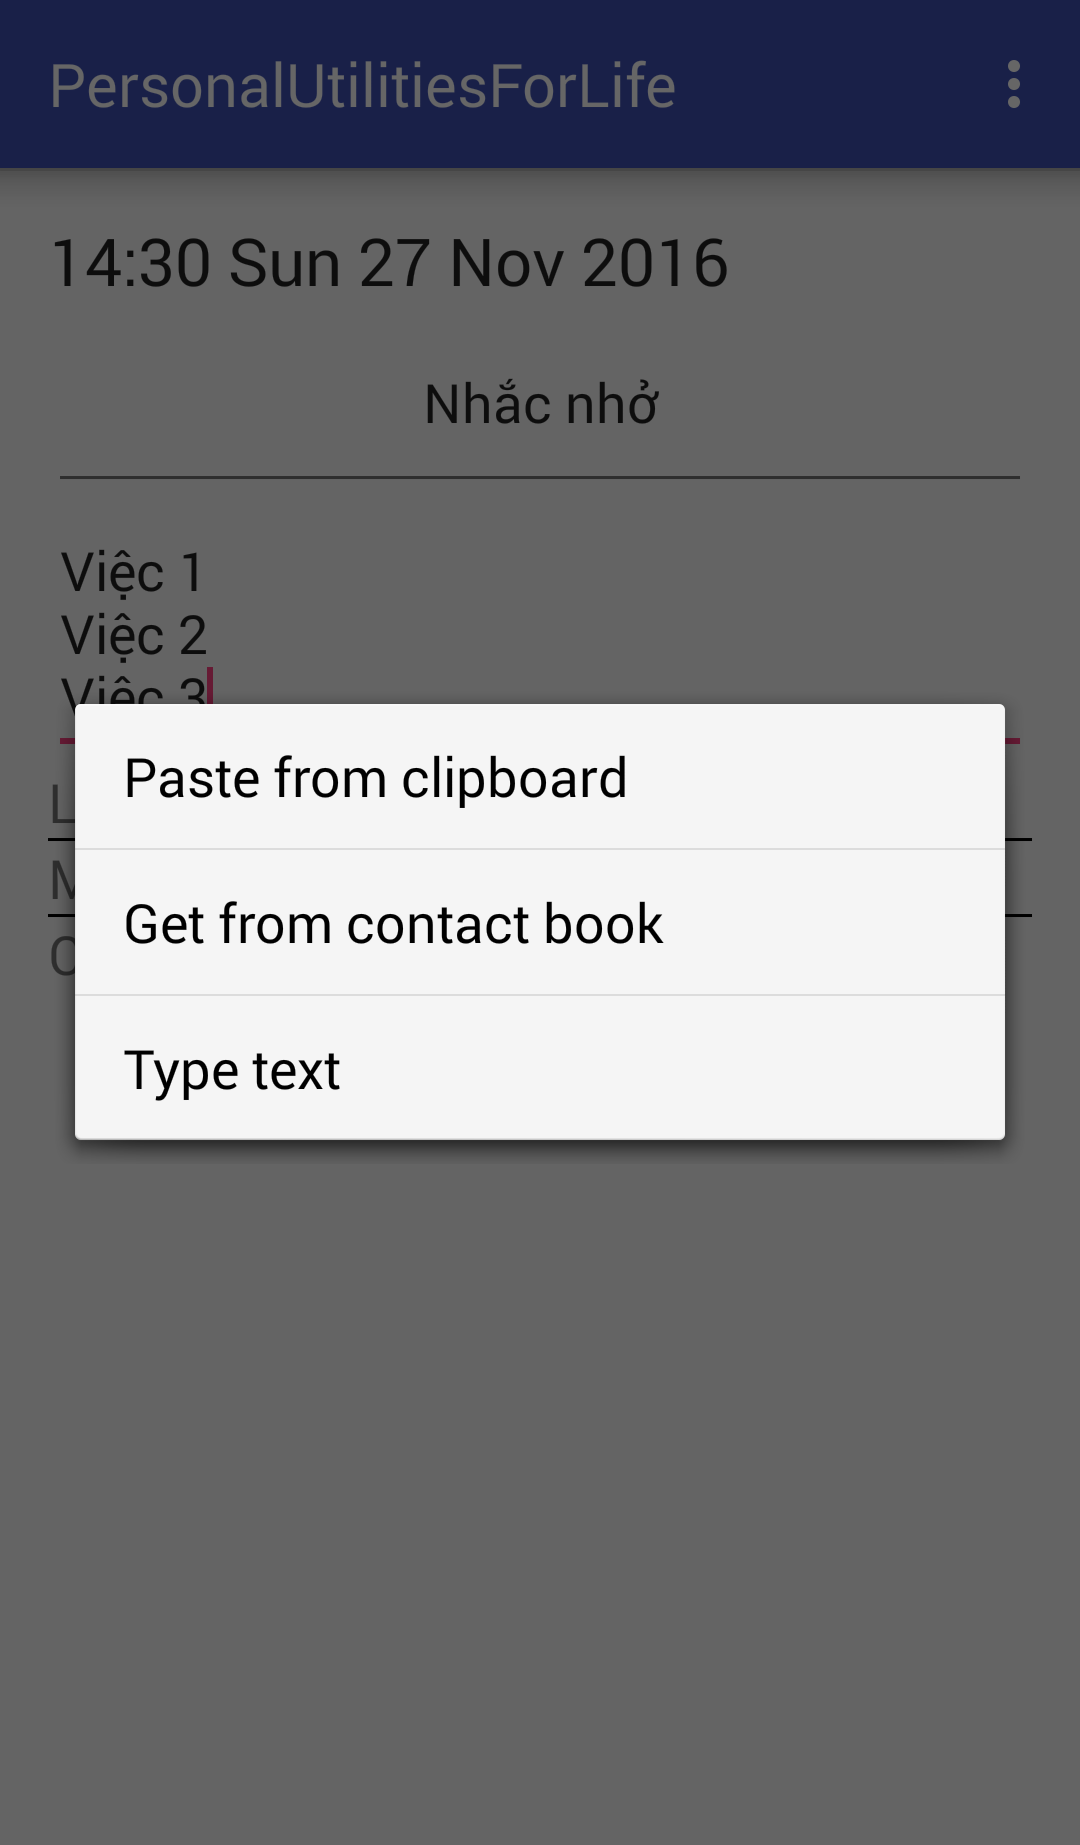 PersonalUtilitiesForLife
14:30 Sun 27 Nov 2016
Nhắc nhở
Việc 1
Việc 2
Việc 3
Paste from clipboard
Get from contact book
Type text